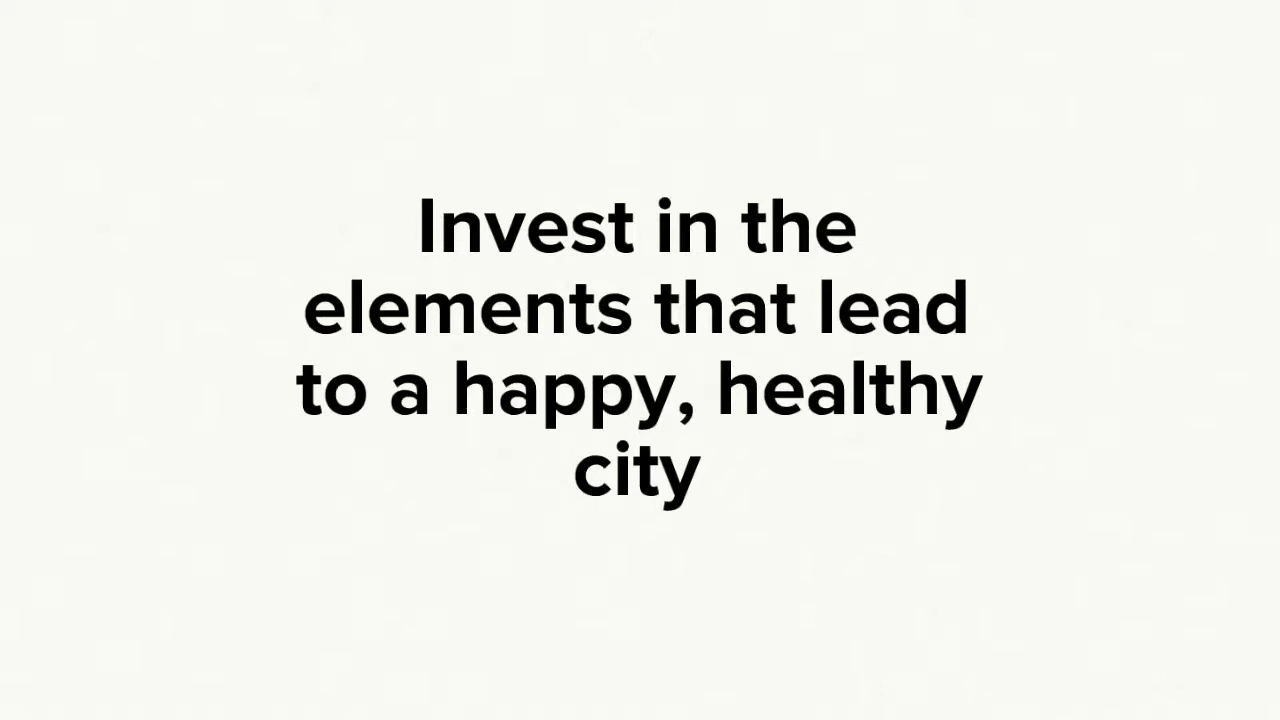 Invest in the
elements that lead
to a happy, healthy
city